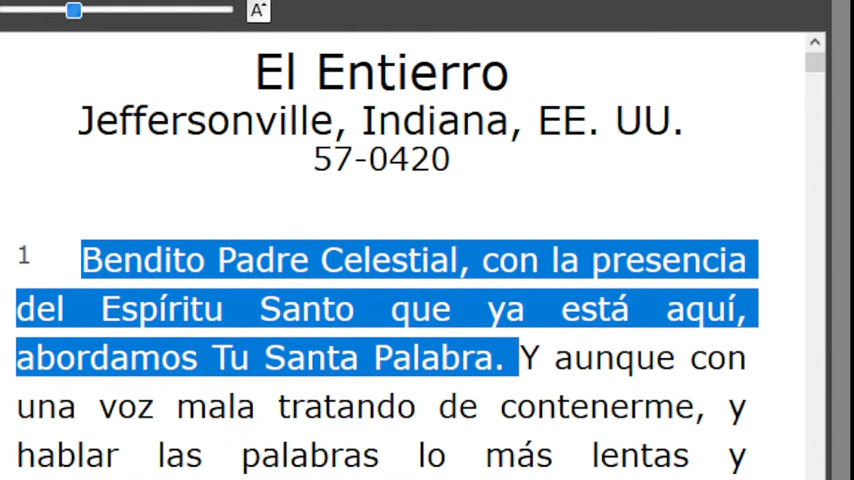 A
El Entierro
Jeffersonville, Indiana, EE. UU.
57-0420
1 Bendito Padre Celestial, con la presencia
del Espíritu Santo que ya está aquí,
abordamos Tu Santa Palabra. Y aunque con
una voz mala tratando de contenerme, y
hablar las palabras lo más lentas y